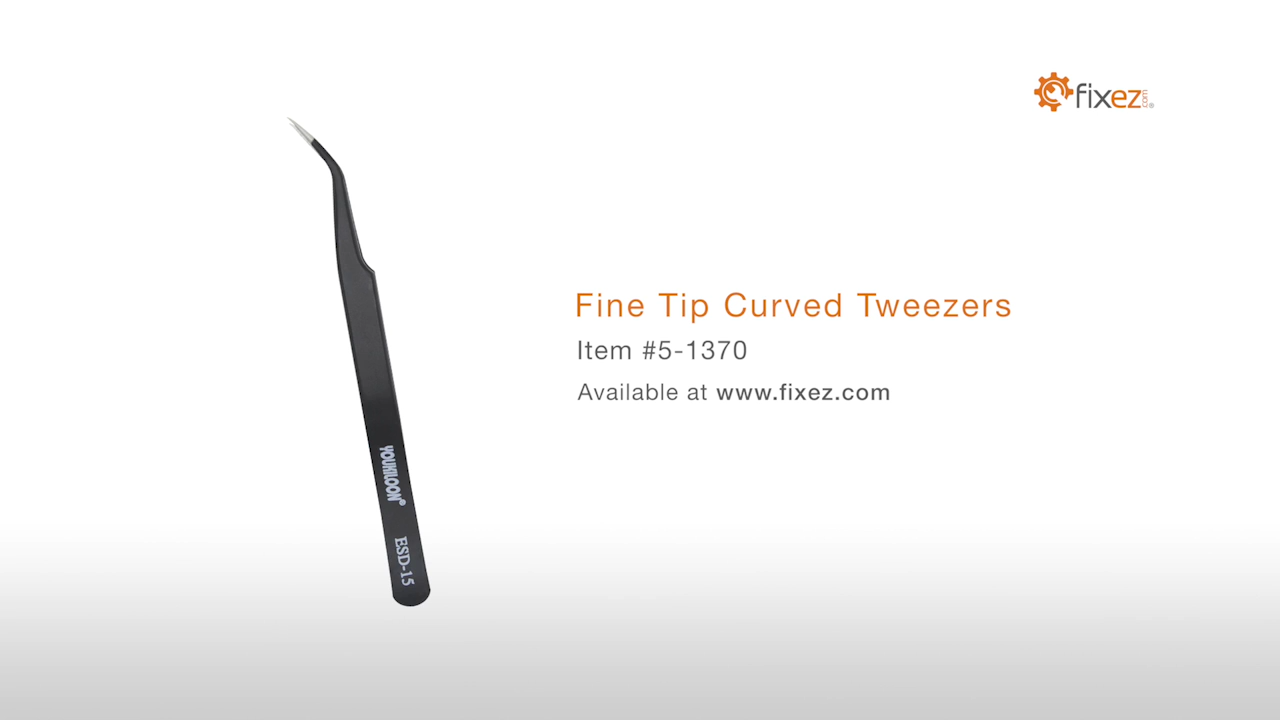 fixez.com®
Fine Tip Curved Tweezers
Item #5-1370
Available at www.fixez.com
YOUKILOON®
ESD-15